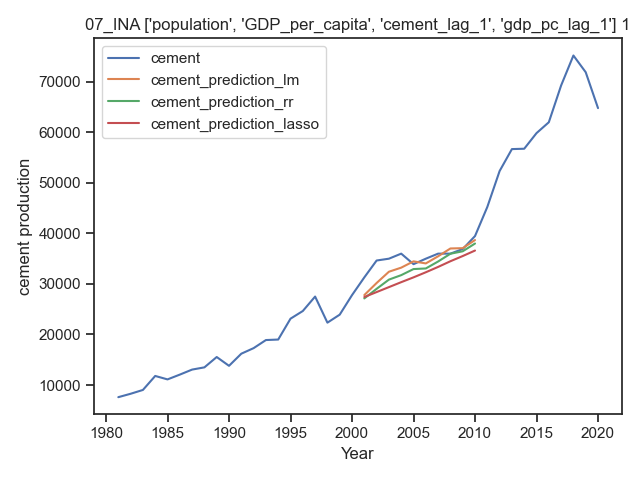 07_INA ['population', 'GDP_per_capita', 'cement_lag_1', 'gdp_pc_lag_1'] 1
cement
cement_prediction_lm
cement_prediction_rr
cement_prediction_lasso
cement production
70000
60000
50000
40000
30000
20000
10000
1980 1985 1990 1995 2000 2005 2010 2015 2020
Year